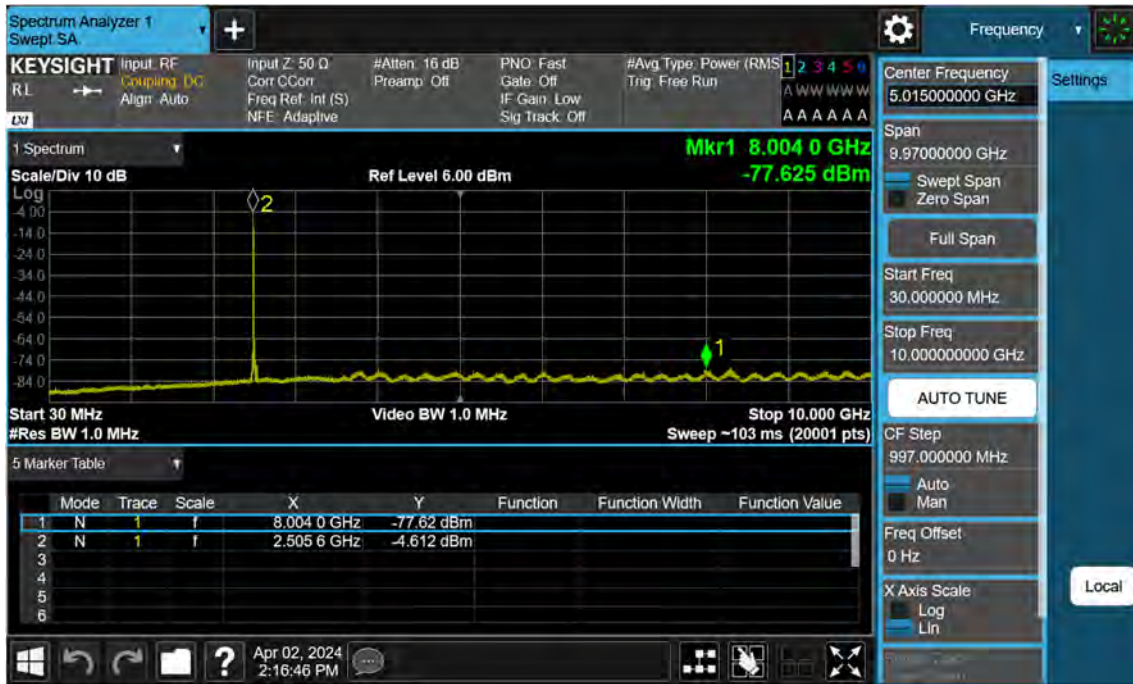 Spectrum Analyzer 1
Swept SA
+
Frequency
KEYSIGHT
RL
LXI
Input: RF
Coupling: DC
Align: Auto
Input Z: 50 Ω
Corr CCorr
Freq Ref: Int (S)
NFE: Adaptive
#Atten: 16 dB
Preamp: Off
PNO: Fast
Gate: Off
IF Gain: Low
Sig Track: Off
#Avg Type: Power (RMS
Trig: Free Run
1 2 3 4 5 6
A W W W W W
A A A A A A
1 Spectrum
Scale/Div 10 dB
Ref Level 6.00 dBm
Mkr1 8.004 0 GHz
-77.625 dBm
Log
-4.00
-14.0
-24.0
-34.0
-44.0
-54.0
-64.0
-74.0
-84.0
2
1
Start 30 MHz
#Res BW 1.0 MHz
Video BW 1.0 MHz
Stop 10.000 GHz
Sweep ~103 ms (20001 pts)
5 Marker Table
Mode Trace Scale X Y Function Function Width Function Value
1 N 1 f 8.004 0 GHz -77.62 dBm
2 N 1 f 2.505 6 GHz -4.612 dBm
3
4
5
6
Apr 02, 2024
2:16:46 PM
?
Center Frequency
5.015000000 GHz
Settings
Span
9.97000000 GHz
Swept Span
Zero Span
Full Span
Start Freq
30.000000 MHz
Stop Freq
10.000000000 GHz
AUTO TUNE
CF Step
997.000000 MHz
Auto
Man
Freq Offset
0 Hz
X Axis Scale
Log
Lin
Local